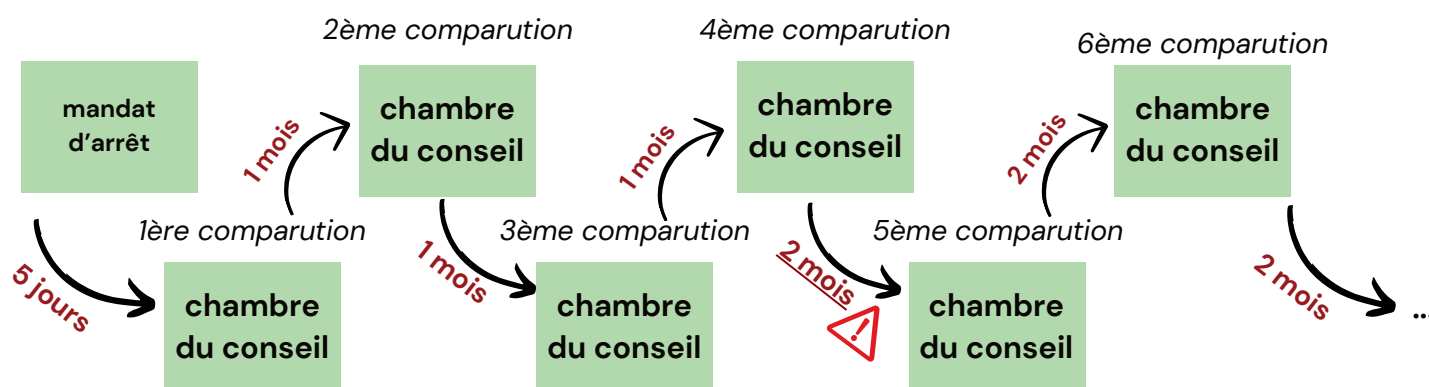 mandat
d'arrêt
5 jours
1ère comparution
chambre
du conseil
1 mois
2ème comparution
chambre
du conseil
1 mois
3ème comparution
chambre
du conseil
1 mois
4ème comparution
chambre
du conseil
2 mois
5ème comparution
chambre
du conseil
2 mois
6ème comparution
chambre
du conseil
2 mois
...